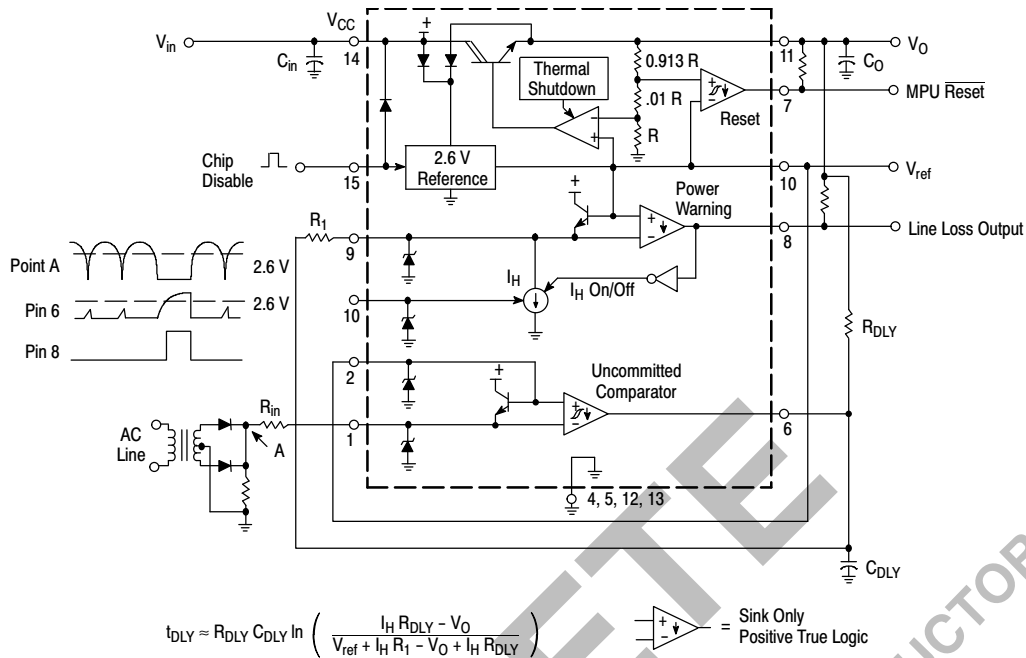 V_in
V_CC
C_in
14
Thermal
Shutdown
0.913 R
.01 R
R
Reset
11
C_O
V_O
7
MPU Reset
Chip
Disable
15
2.6 V
Reference
10
V_ref
Power
Warning
R_1
9
8
Line Loss Output
I_H
I_H On/Off
10
Point A
2.6 V
Pin 6
2.6 V
Pin 8
R_DLY
2
Uncommitted
Comparator
AC
Line
R_in
A
1
6
4, 5, 12, 13
C_DLY
t_DLY ≈ R_DLY C_DLY ln ( (I_H R_DLY – V_O) / (V_ref + I_H R_1 – V_O + I_H R_DLY) )
= Sink Only
Positive True Logic
ETE
UCTOR